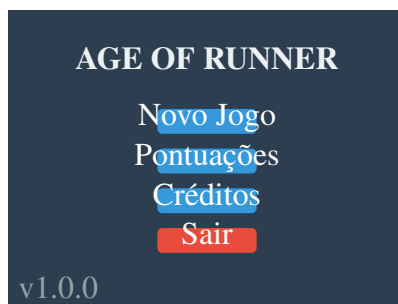 AGE OF RUNNER
Novo Jogo
Pontuações
Créditos
Sair
v1.0.0